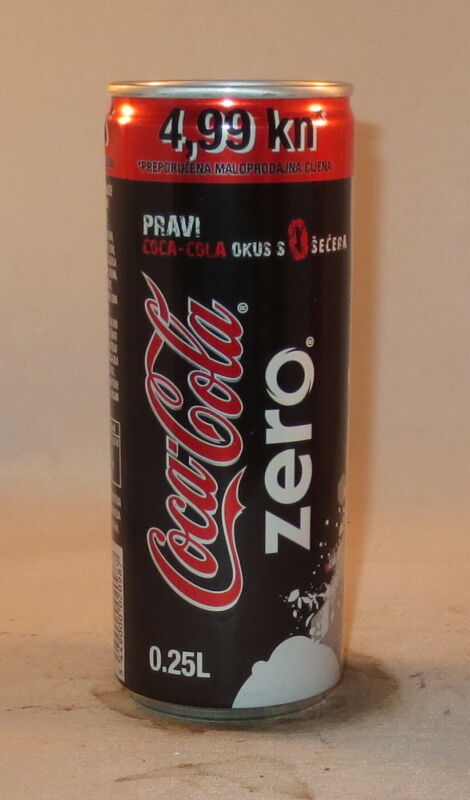 4,99 kn*
*PREPORUČENA MALOPRODAJNA CIJENA
PRAVI
COCA-COLA OKUS S 0 ŠEĆERA
Coca-Cola®
zero®
0.25L